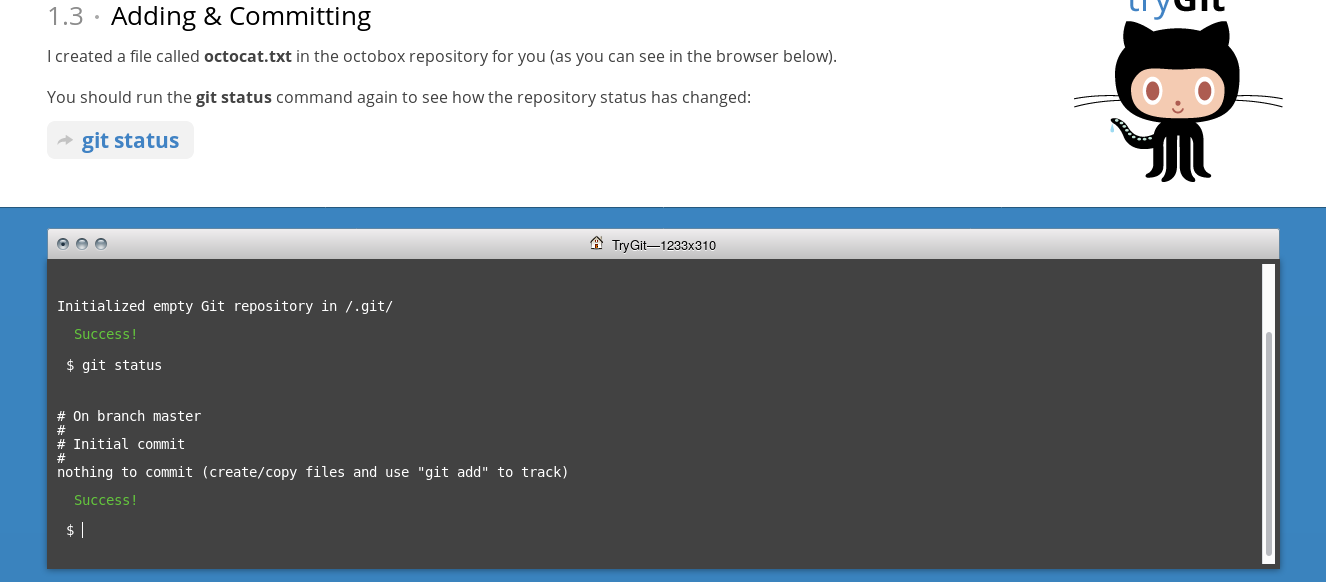 tryGit
1.3 · Adding & Committing
I created a file called octocat.txt in the octobox repository for you (as you can see in the browser below).
You should run the git status command again to see how the repository status has changed:
git status
TryGit—1233x310
Initialized empty Git repository in /.git/
Success!
$ git status
# On branch master
#
# Initial commit
#
nothing to commit (create/copy files and use "git add" to track)
Success!
$